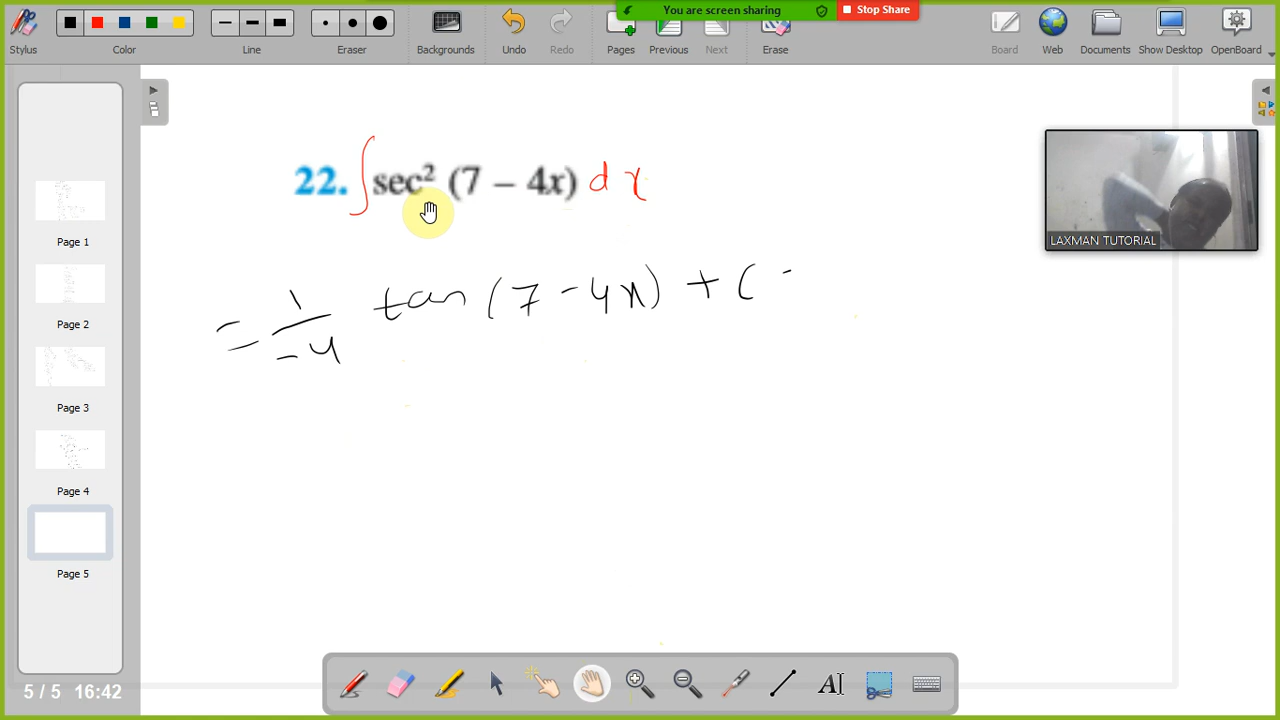 You are screen sharing Stop Share
Stylus Color Line Eraser Backgrounds Undo Redo Pages Previous Next Erase Board Web Documents Show Desktop OpenBoard
Page 1
Page 2
Page 3
Page 4
Page 5
5 / 5 16:42
LAXMAN TUTORIAL
22. ∫ sec² (7 – 4x) dx
= 1/-4 tan (7 - 4x) + C